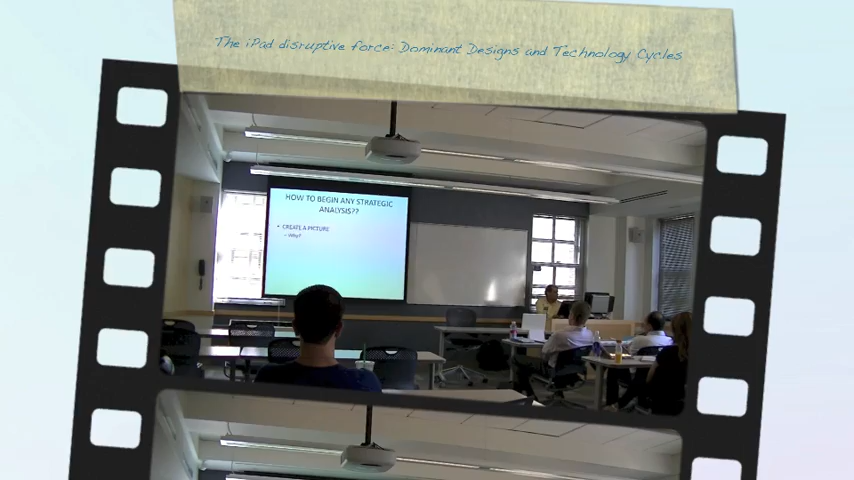 The iPad disruptive force: Dominant Designs and Technology Cycles
HOW TO BEGIN ANY STRATEGIC
ANALYSIS??
• CREATE A PICTURE
– Why?